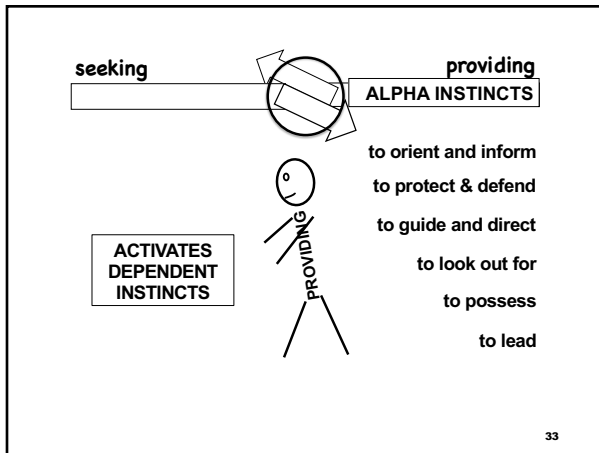 seeking
providing
ALPHA INSTINCTS
to orient and inform
to protect & defend
to guide and direct
to look out for
to possess
to lead
PROVIDING
ACTIVATES
DEPENDENT
INSTINCTS
33